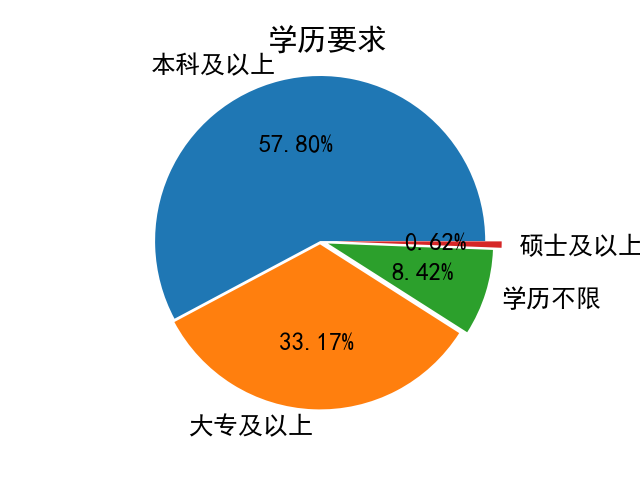 学历要求
本科及以上
57.80%
0.62%
硕士及以上
8.42%
学历不限
33.17%
大专及以上